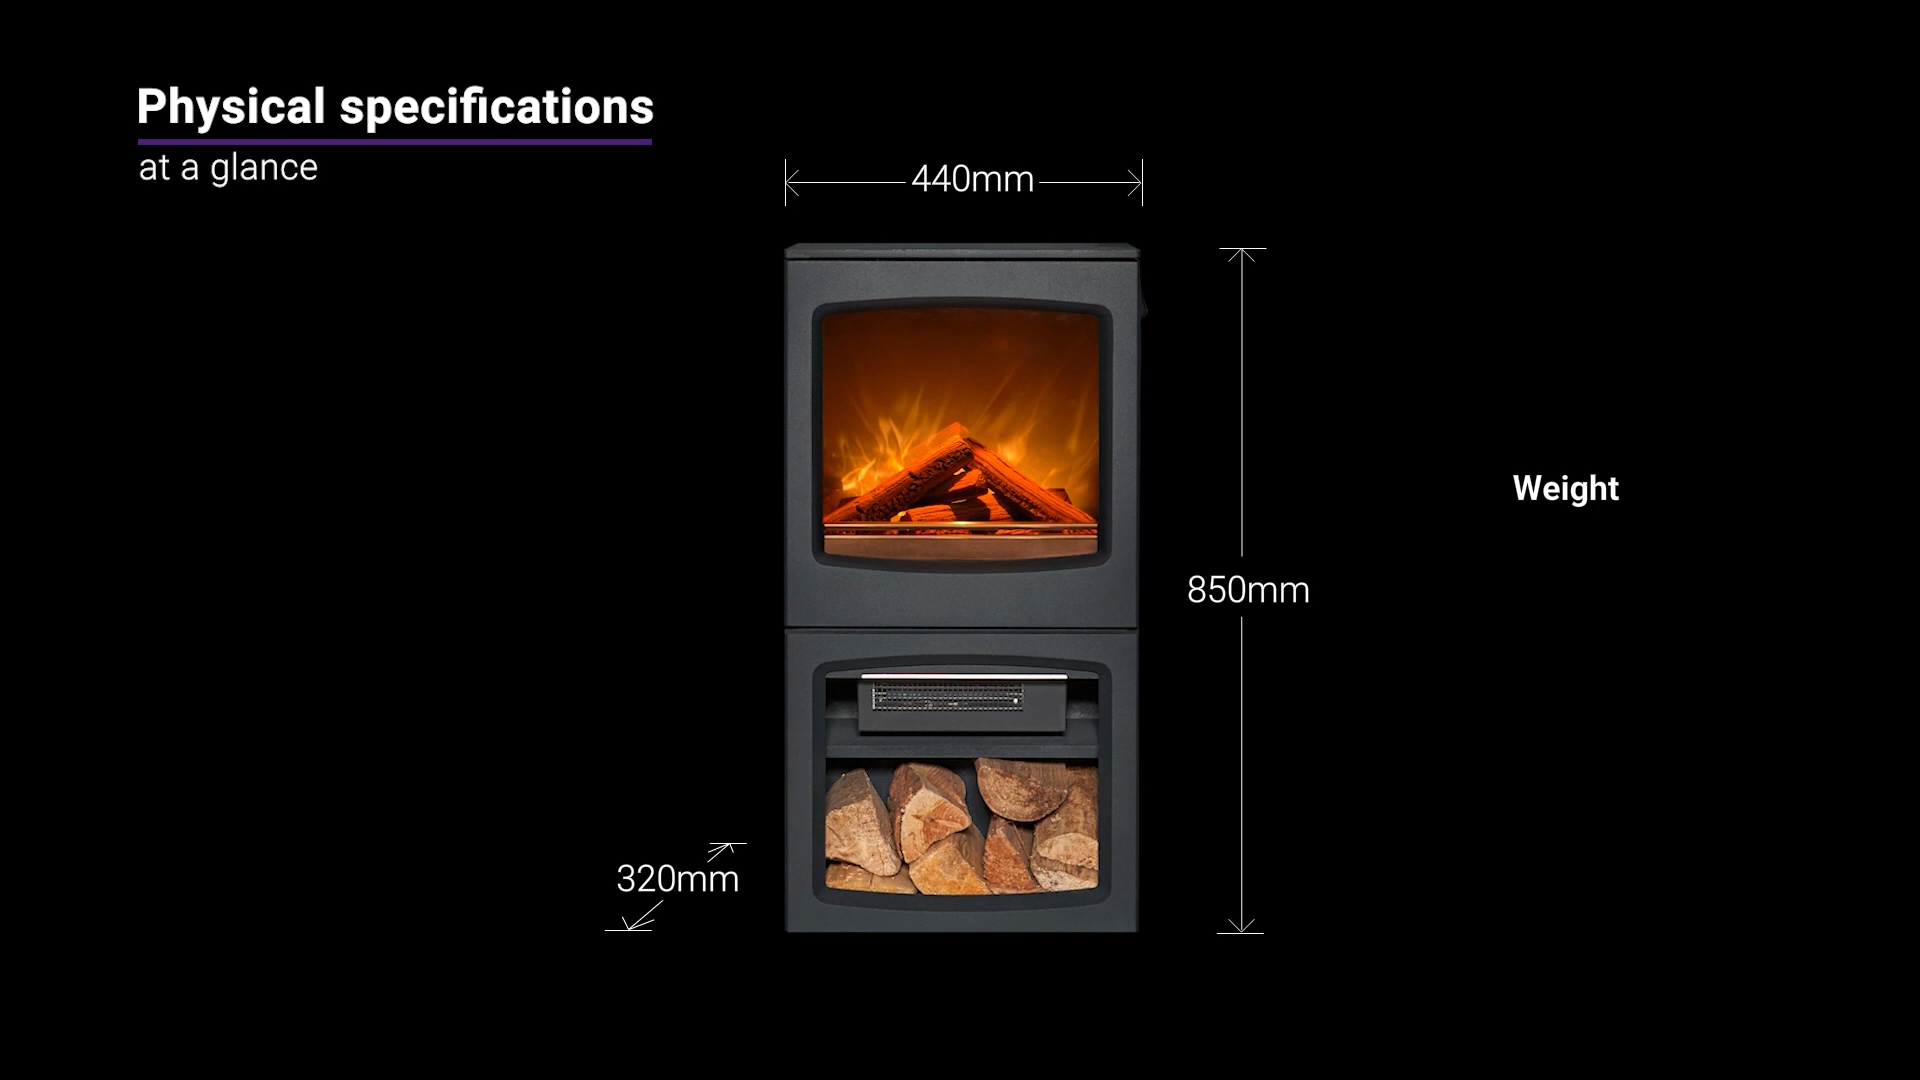 Physical specifications
at a glance
440mm
Weight
850mm
320mm